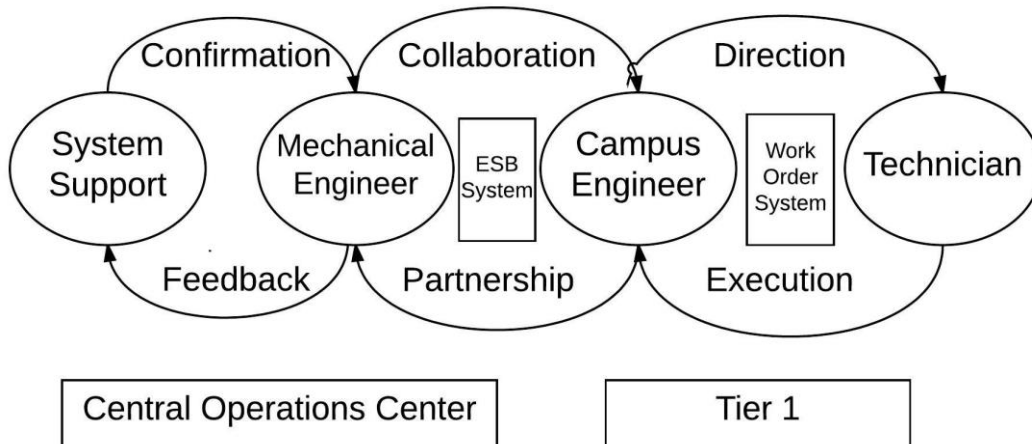 Confirmation
Collaboration
Direction
System
Support
Mechanical
Engineer
ESB
System
Campus
Engineer
Work
Order
System
Technician
Feedback
Partnership
Execution
Central Operations Center
Tier 1